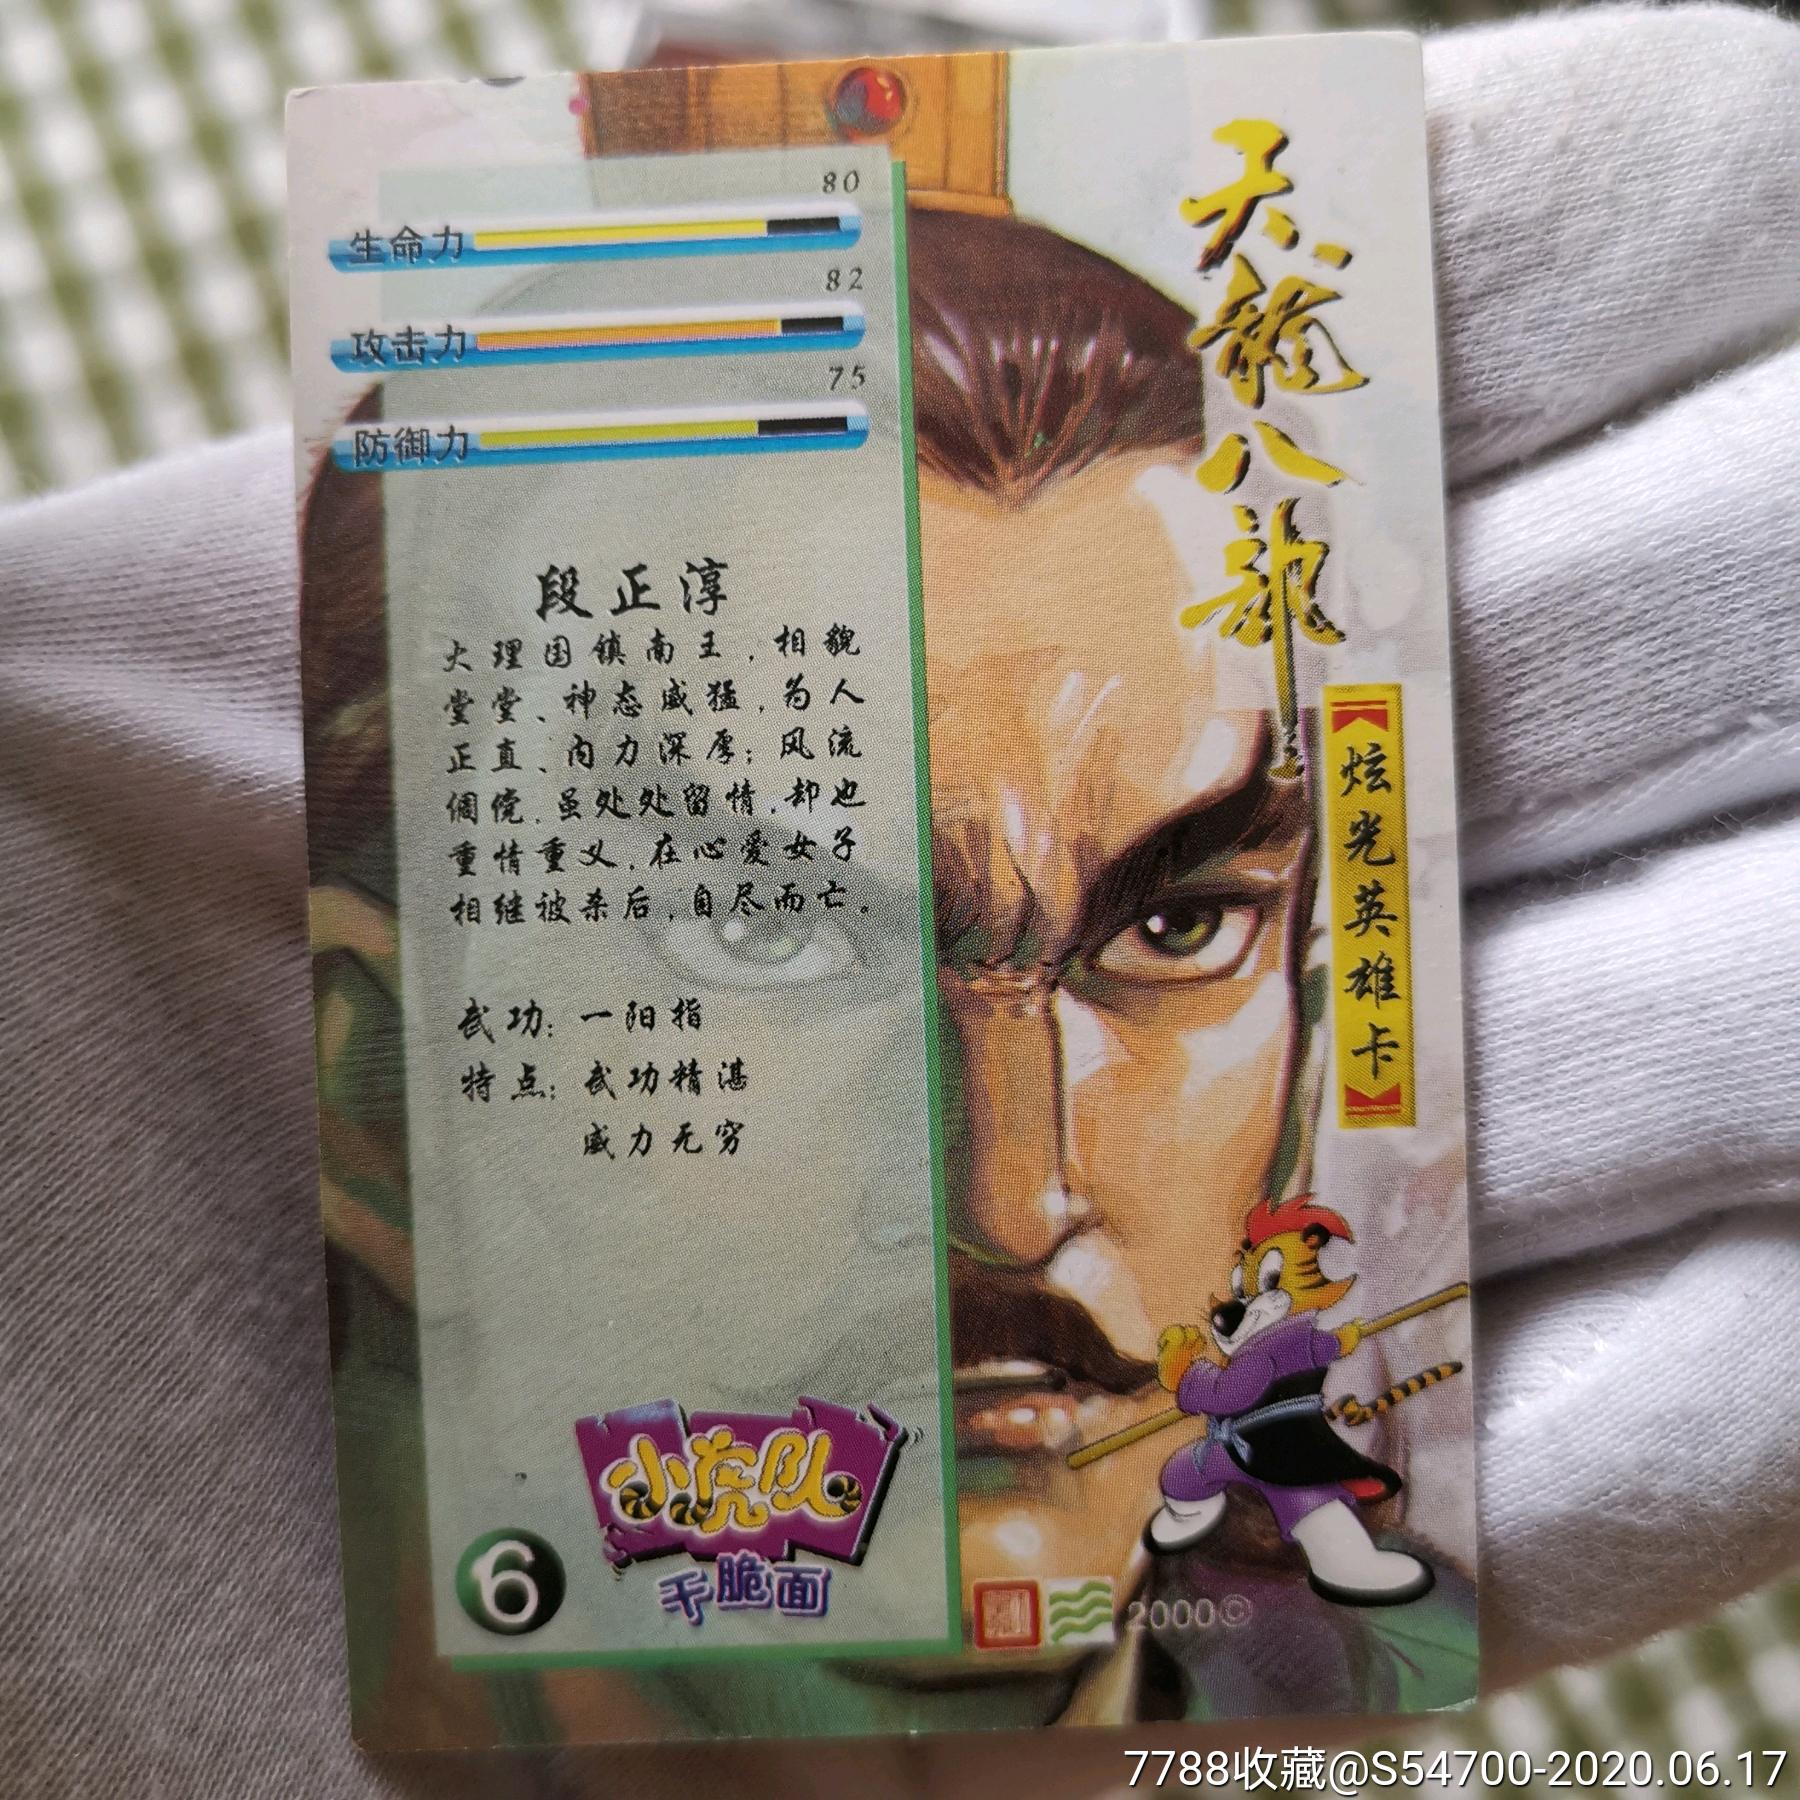 80
生命力
82
攻击力
75
防御力
段正淳
大理国镇南王，相貌
堂堂、神态威猛，为人
正直、内力深厚；风流
倜傥，虽处处留情，却也
重情重义，在心爱女子
相继被杀后，自尽而亡。
武功：一阳指
特点：武功精湛
威力无穷
小虎队
干脆面
6
天龍八部
炫光英雄卡
2000©
7788收藏@S54700-2020.06.17